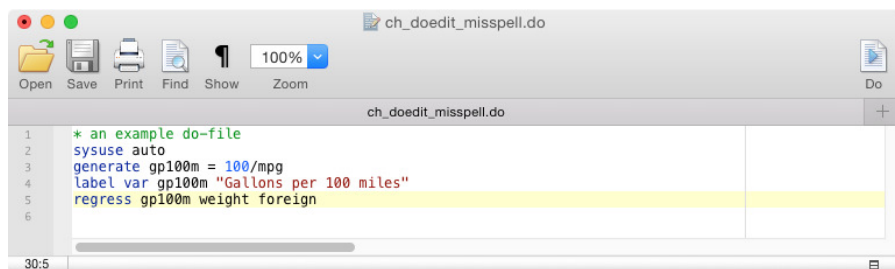 ch_doedit_misspell.do
100%
Open Save Print Find Show Zoom Do
ch_doedit_misspell.do +
1 * an example do-file
2 sysuse auto
3 generate gp100m = 100/mpg
4 label var gp100m "Gallons per 100 miles"
5 regress gp100m weight foreign
6
30:5